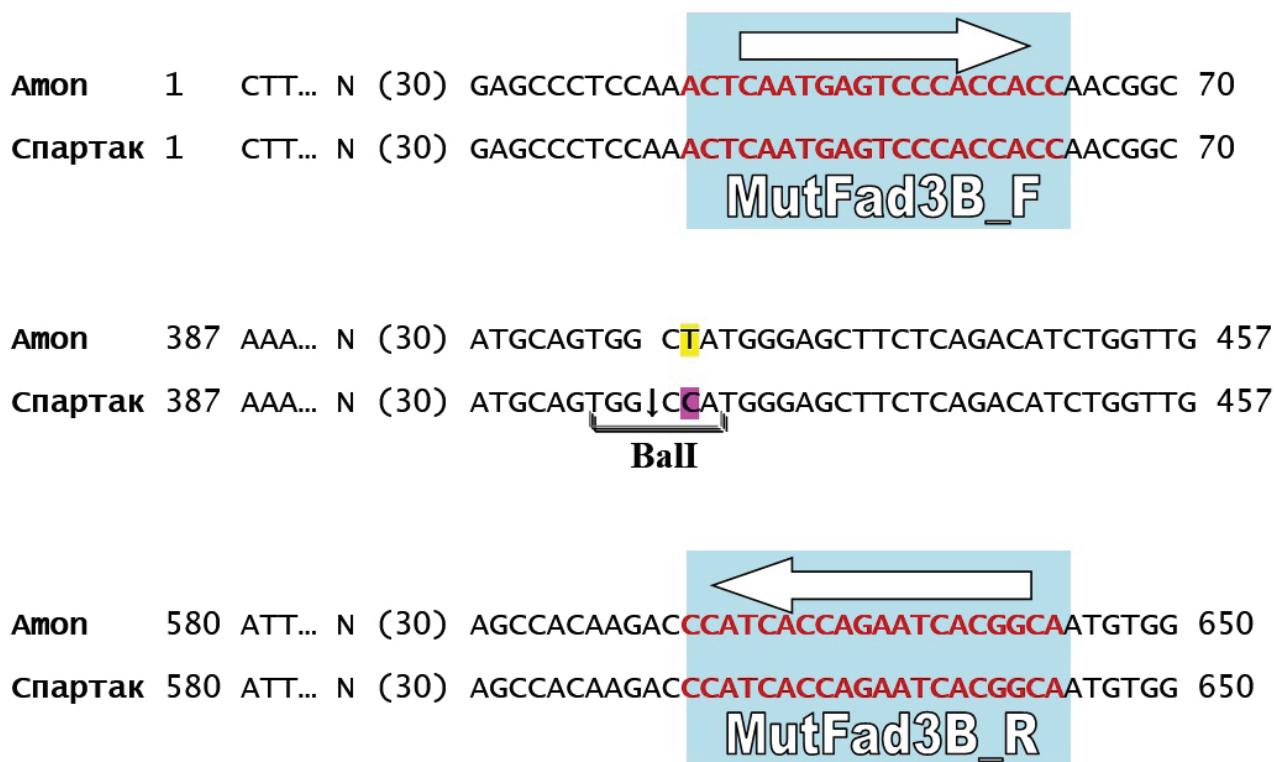 Amon 1 CTT... N (30) GAGCCCTCCAAACTCAATGAGTCCCACCACCAACGGC 70
Спартак 1 CTT... N (30) GAGCCCTCCAAACTCAATGAGTCCCACCACCAACGGC 70
MutFad3B_F
Amon 387 AAA... N (30) ATGCAGTGG CTATGGGAGCTTCTCAGACATCTGGTTG 457
Спартак 387 AAA... N (30) ATGCAGTGG↓CCATGGGAGCTTCTCAGACATCTGGTTG 457
BalI
Amon 580 ATT... N (30) AGCCACAAGACCCATCACCAGAATCACGGCAATGTGG 650
Спартак 580 ATT... N (30) AGCCACAAGACCCATCACCAGAATCACGGCAATGTGG 650
MutFad3B_R